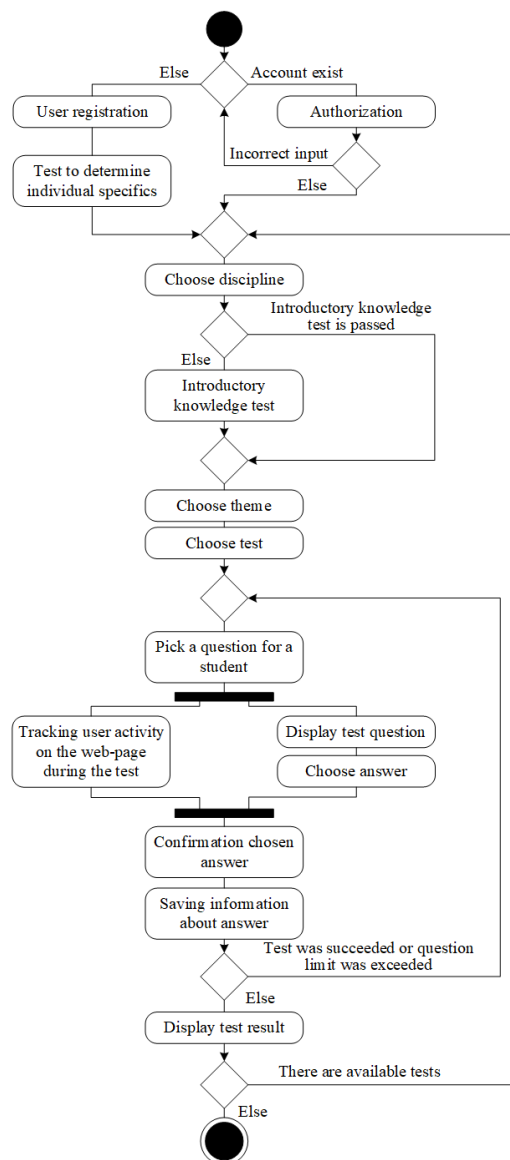 Else
Account exist
User registration
Authorization
Incorrect input
Test to determine
individual specifics
Else
Choose discipline
Introductory knowledge
test is passed
Else
Introductory
knowledge test
Choose theme
Choose test
Pick a question for a
student
Tracking user activity
on the web-page
during the test
Display test question
Choose answer
Confirmation chosen
answer
Saving information
about answer
Test was succeeded or question
limit was exceeded
Else
Display test result
There are available tests
Else